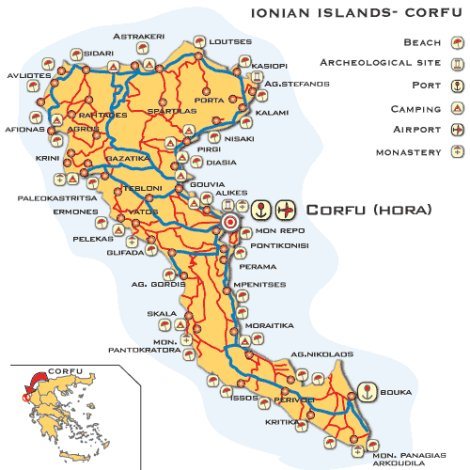 IONIAN ISLANDS- CORFU
BEACH
ARCHEOLOGICAL SITE
PORT
CAMPING
AIRPORT
MONASTERY
ASTRAKERI
LOUTSES
SIDARI
KASIOPI
AVLIOTES
AG.STEFANOS
PORTA
RAHTADES
SPARTILAS
KALAMI
AFIONAS
AGROS
NISAKI
PIRGI
KRINI
GAZATIKA
DIASIA
TEBLONI
GOUVIA
PALEOKASTRITSA
ALIKES
ERMONES
VATOS
CORFU (HORA)
MON REPO
PELEKAS
PONTIKONISI
GLIFADA
PERAMA
AG. GORDIS
MPENITSES
SKALA
MORAITIKA
MON.
PANTOKRATORA
AG.NIKOLAOS
ISSOS
PERIVOLI
BOUKA
KRITIKA
MON. PANAGIAS
ARKOUDILA
CORFU